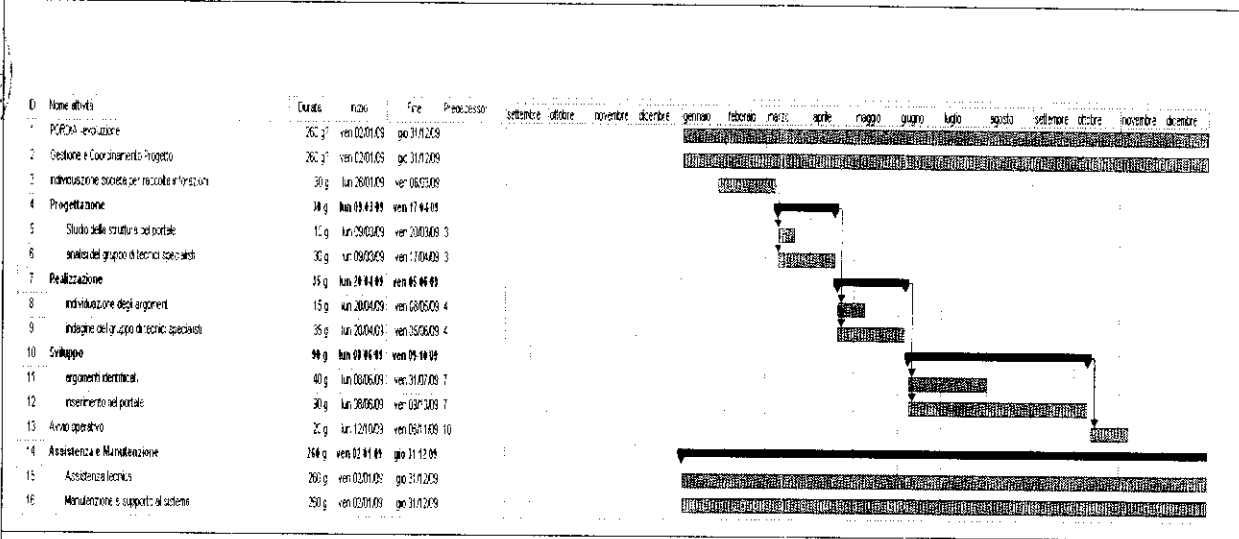 D Nome attività Durata Inizio Fine Predecessor settembre ottobre novembre dicembre gennaio febbraio marzo aprile maggio giugno luglio agosto settembre ottobre novembre dicembre
1 260 g? ven 02/01/09 gio 31/12/09
2 Gestione e Coordinamento Progetto 260 g? ven 02/01/09 gio 31/12/09
3 individuazione società per raccolta informazioni 30 g lun 26/01/09 ven 06/03/09
4 Progettazione 30 g lun 09/03/09 ven 17/04/09
5 Studio della struttura del portale 10 g lun 09/03/09 ven 20/03/09 3
6 analisi del gruppo di tecnici specialisti 30 g lun 09/03/09 ven 17/04/09 3
7 Realizzazione 35 g lun 20/04/09 ven 05/06/09
8 individuazione degli argomenti 15 g lun 20/04/09 ven 08/05/09 4
9 indagine del gruppo di tecnici specialisti 35 g lun 20/04/09 ven 05/06/09 4
10 Sviluppo 90 g lun 08/06/09 ven 09/10/09
11 argomenti identificati 40 g lun 08/06/09 ven 31/07/09 7
12 inserimento nel portale 90 g lun 08/06/09 ven 09/10/09 7
13 Avvio operativo 20 g lun 12/10/09 ven 06/11/09 10
14 Assistenza e Manutenzione 260 g ven 02/01/09 gio 31/12/09
15 Assistenza tecnica 260 g ven 02/01/09 gio 31/12/09
16 Manutenzione e supporto al sistema 260 g ven 02/01/09 gio 31/12/09